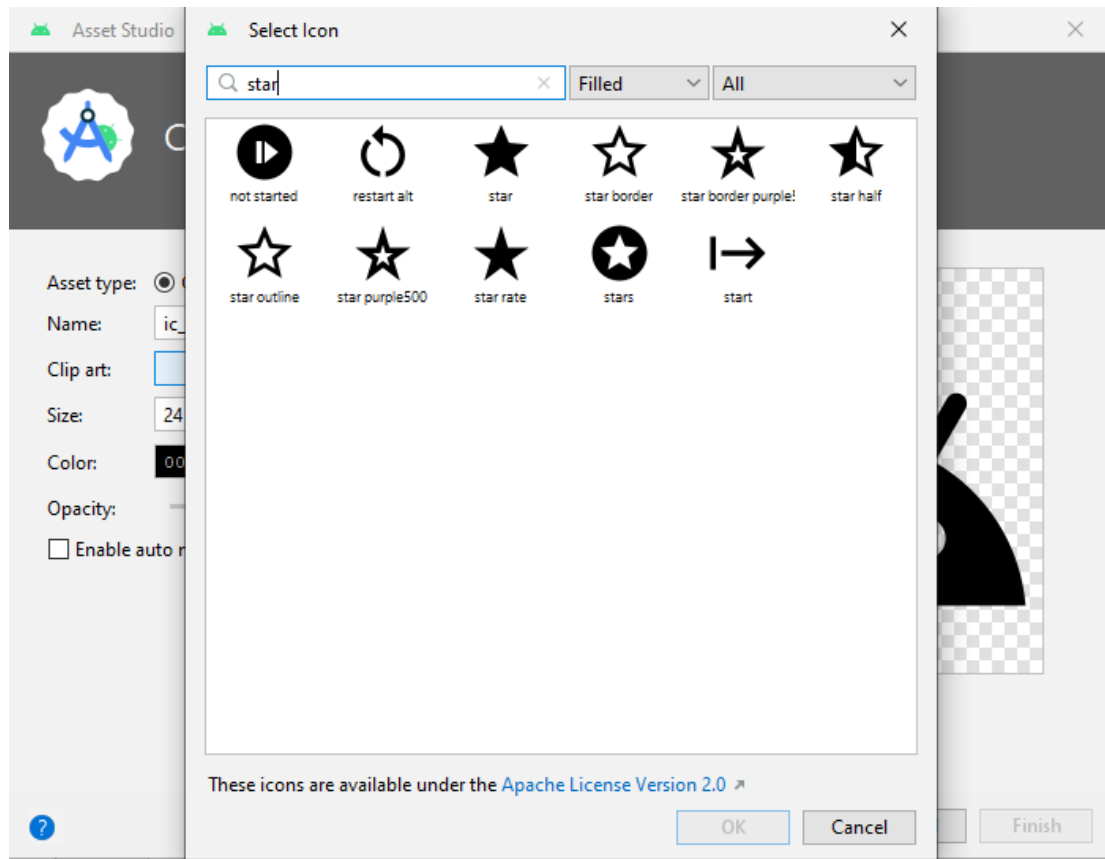 Asset Studio
Select Icon
star
Filled
All
C
not started
restart alt
star
star border
star border purple!
star half
star outline
star purple500
star rate
stars
start
Asset type:
Name:
ic_
Clip art:
Size:
24
Color:
00
Opacity:
Enable auto r
These icons are available under the Apache License Version 2.0
OK
Cancel
Finish
?